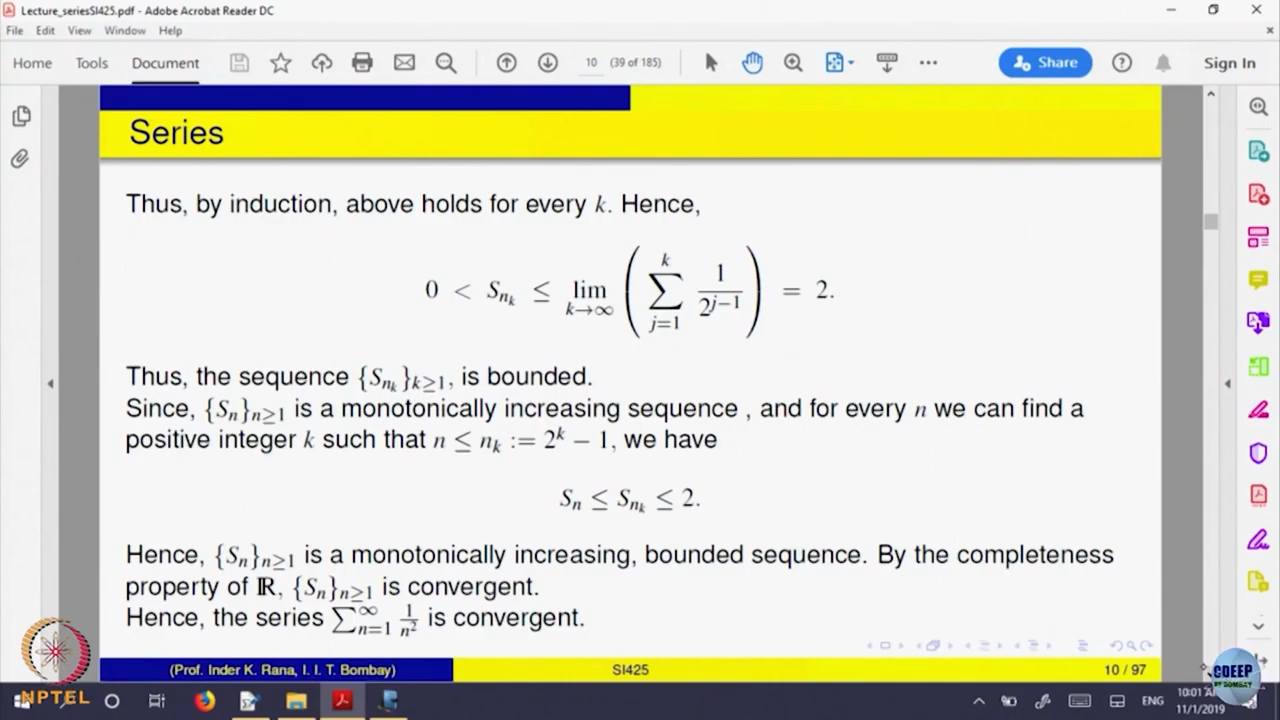 Lecture_seriesSI425.pdf - Adobe Acrobat Reader DC
File Edit View Window Help
Home Tools Document 10 (39 of 185) Share Sign In
Series
Thus, by induction, above holds for every k. Hence,
0 < S_{n_k} ≤ lim_{k→∞} ( ∑_{j=1}^{k} 1/2^{j−1} ) = 2.
Thus, the sequence {S_{n_k}}_{k≥1}, is bounded.
Since, {S_n}_{n≥1} is a monotonically increasing sequence , and for every n we can find a
positive integer k such that n ≤ n_k := 2^k − 1, we have
S_n ≤ S_{n_k} ≤ 2.
Hence, {S_n}_{n≥1} is a monotonically increasing, bounded sequence. By the completeness
property of ℝ, {S_n}_{n≥1} is convergent.
Hence, the series ∑_{n=1}^{∞} 1/n^2 is convergent.
(Prof. Inder K. Rana, I. I. T. Bombay) SI425 10 / 97
NPTEL
CDEEP
IIT BOMBAY
ENG
10:01
11/1/2019